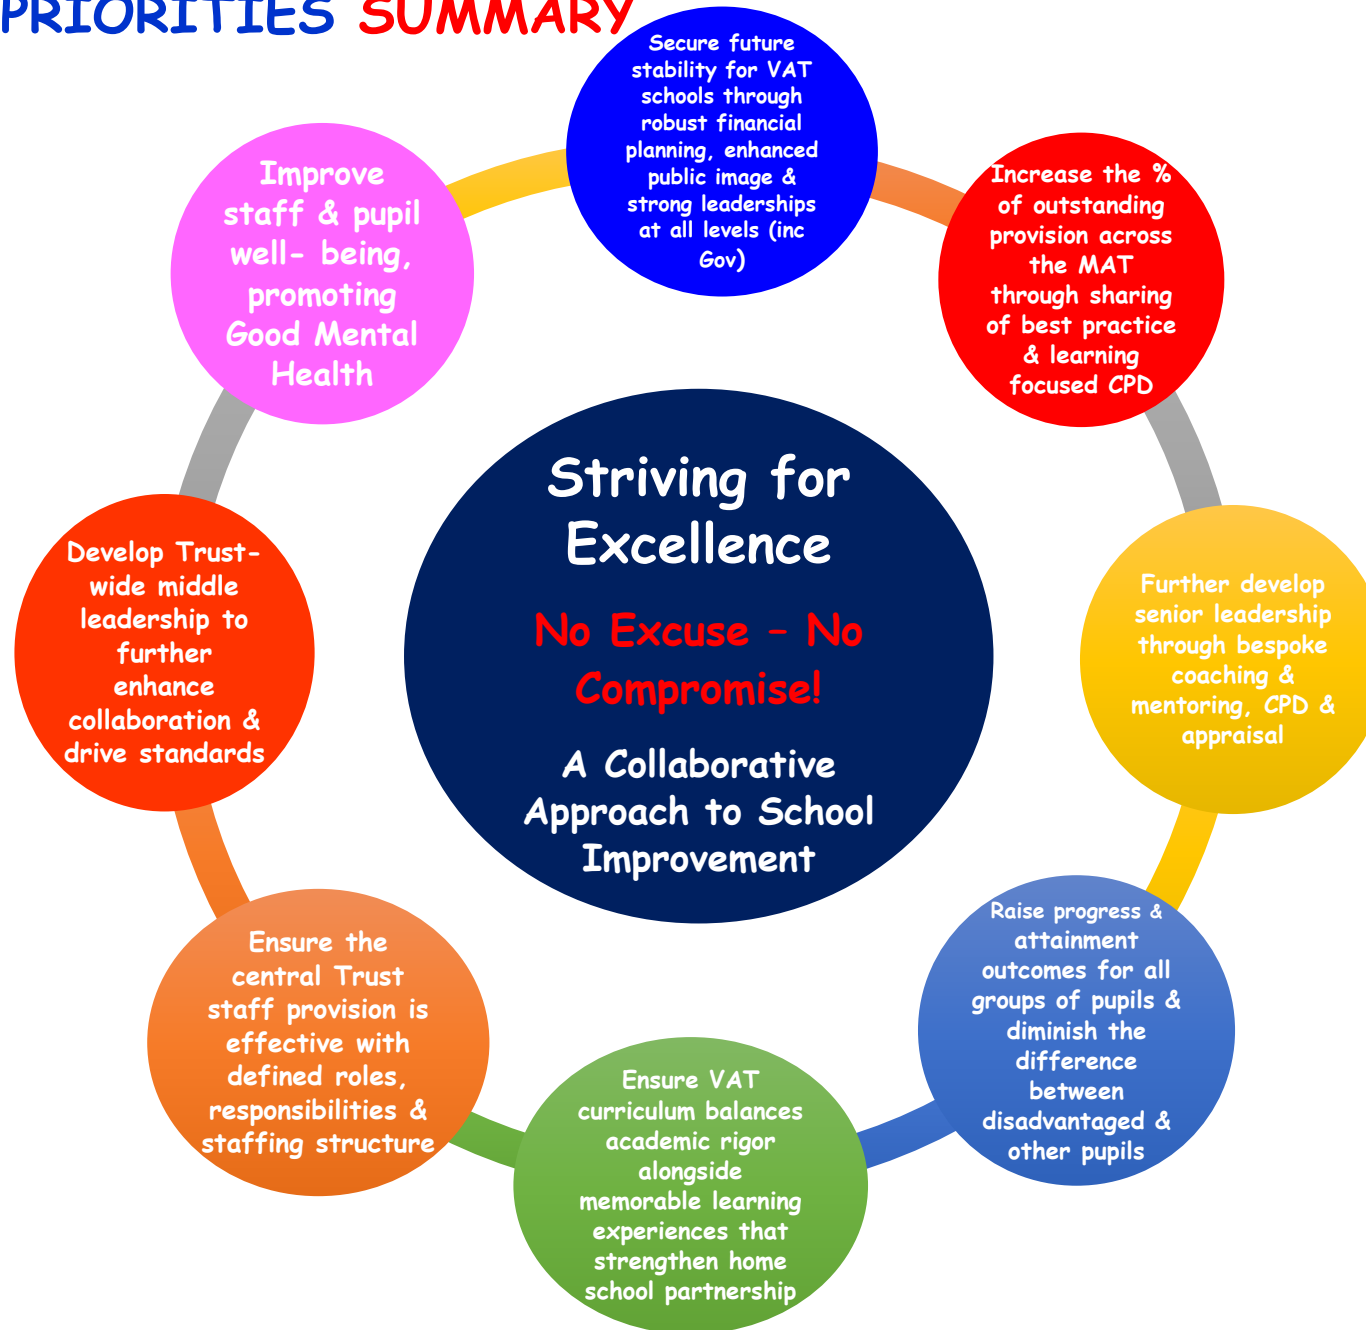 PRIORITIES SUMMARY
Secure future
stability for VAT
schools through
robust financial
planning, enhanced
public image &
strong leaderships
at all levels (inc
Gov)
Increase the %
of outstanding
provision across
the MAT
through sharing
of best practice
& learning
focused CPD
Further develop
senior leadership
through bespoke
coaching &
mentoring, CPD &
appraisal
Raise progress &
attainment
outcomes for all
groups of pupils &
diminish the
difference
between
disadvantaged &
other pupils
Ensure VAT
curriculum balances
academic rigor
alongside
memorable learning
experiences that
strengthen home
school partnership
Ensure the
central Trust
staff provision is
effective with
defined roles,
responsibilities &
staffing structure
Develop Trust-
wide middle
leadership to
further
enhance
collaboration &
drive standards
Improve
staff & pupil
well- being,
promoting
Good Mental
Health
Striving for
Excellence
No Excuse – No
Compromise!
A Collaborative
Approach to School
Improvement